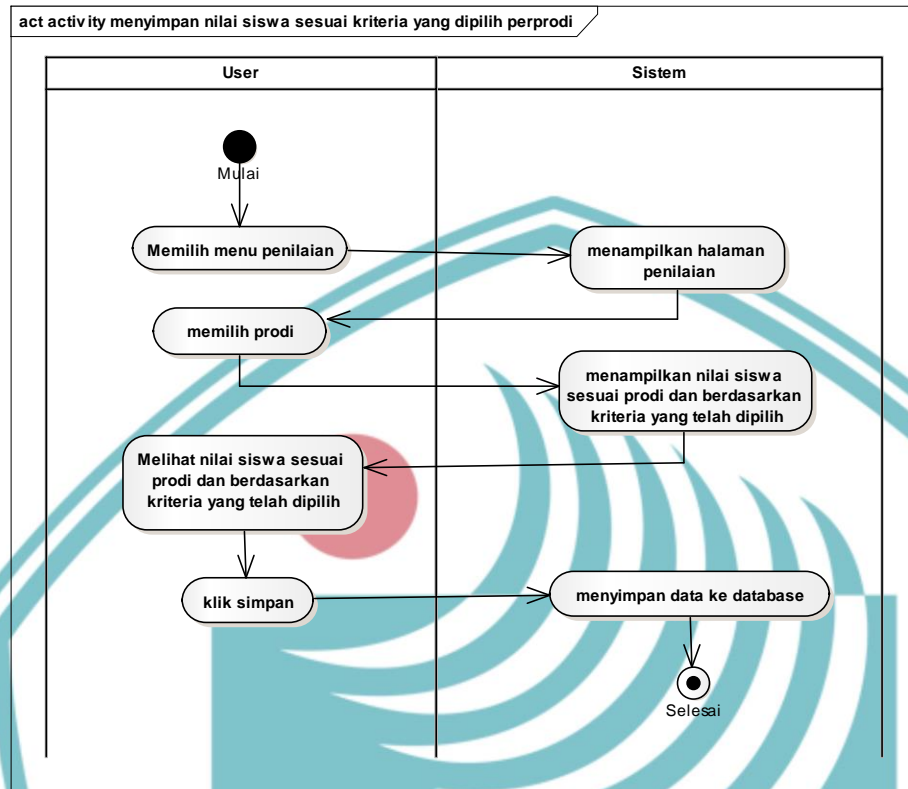 act activity menyimpan nilai siswa sesuai kriteria yang dipilih perprodi
User
Sistem
Mulai
Memilih menu penilaian
menampilkan halaman
penilaian
memilih prodi
menampilkan nilai siswa
sesuai prodi dan berdasarkan
kriteria yang telah dipilih
Melihat nilai siswa sesuai
prodi dan berdasarkan
kriteria yang telah dipilih
klik simpan
menyimpan data ke database
Selesai